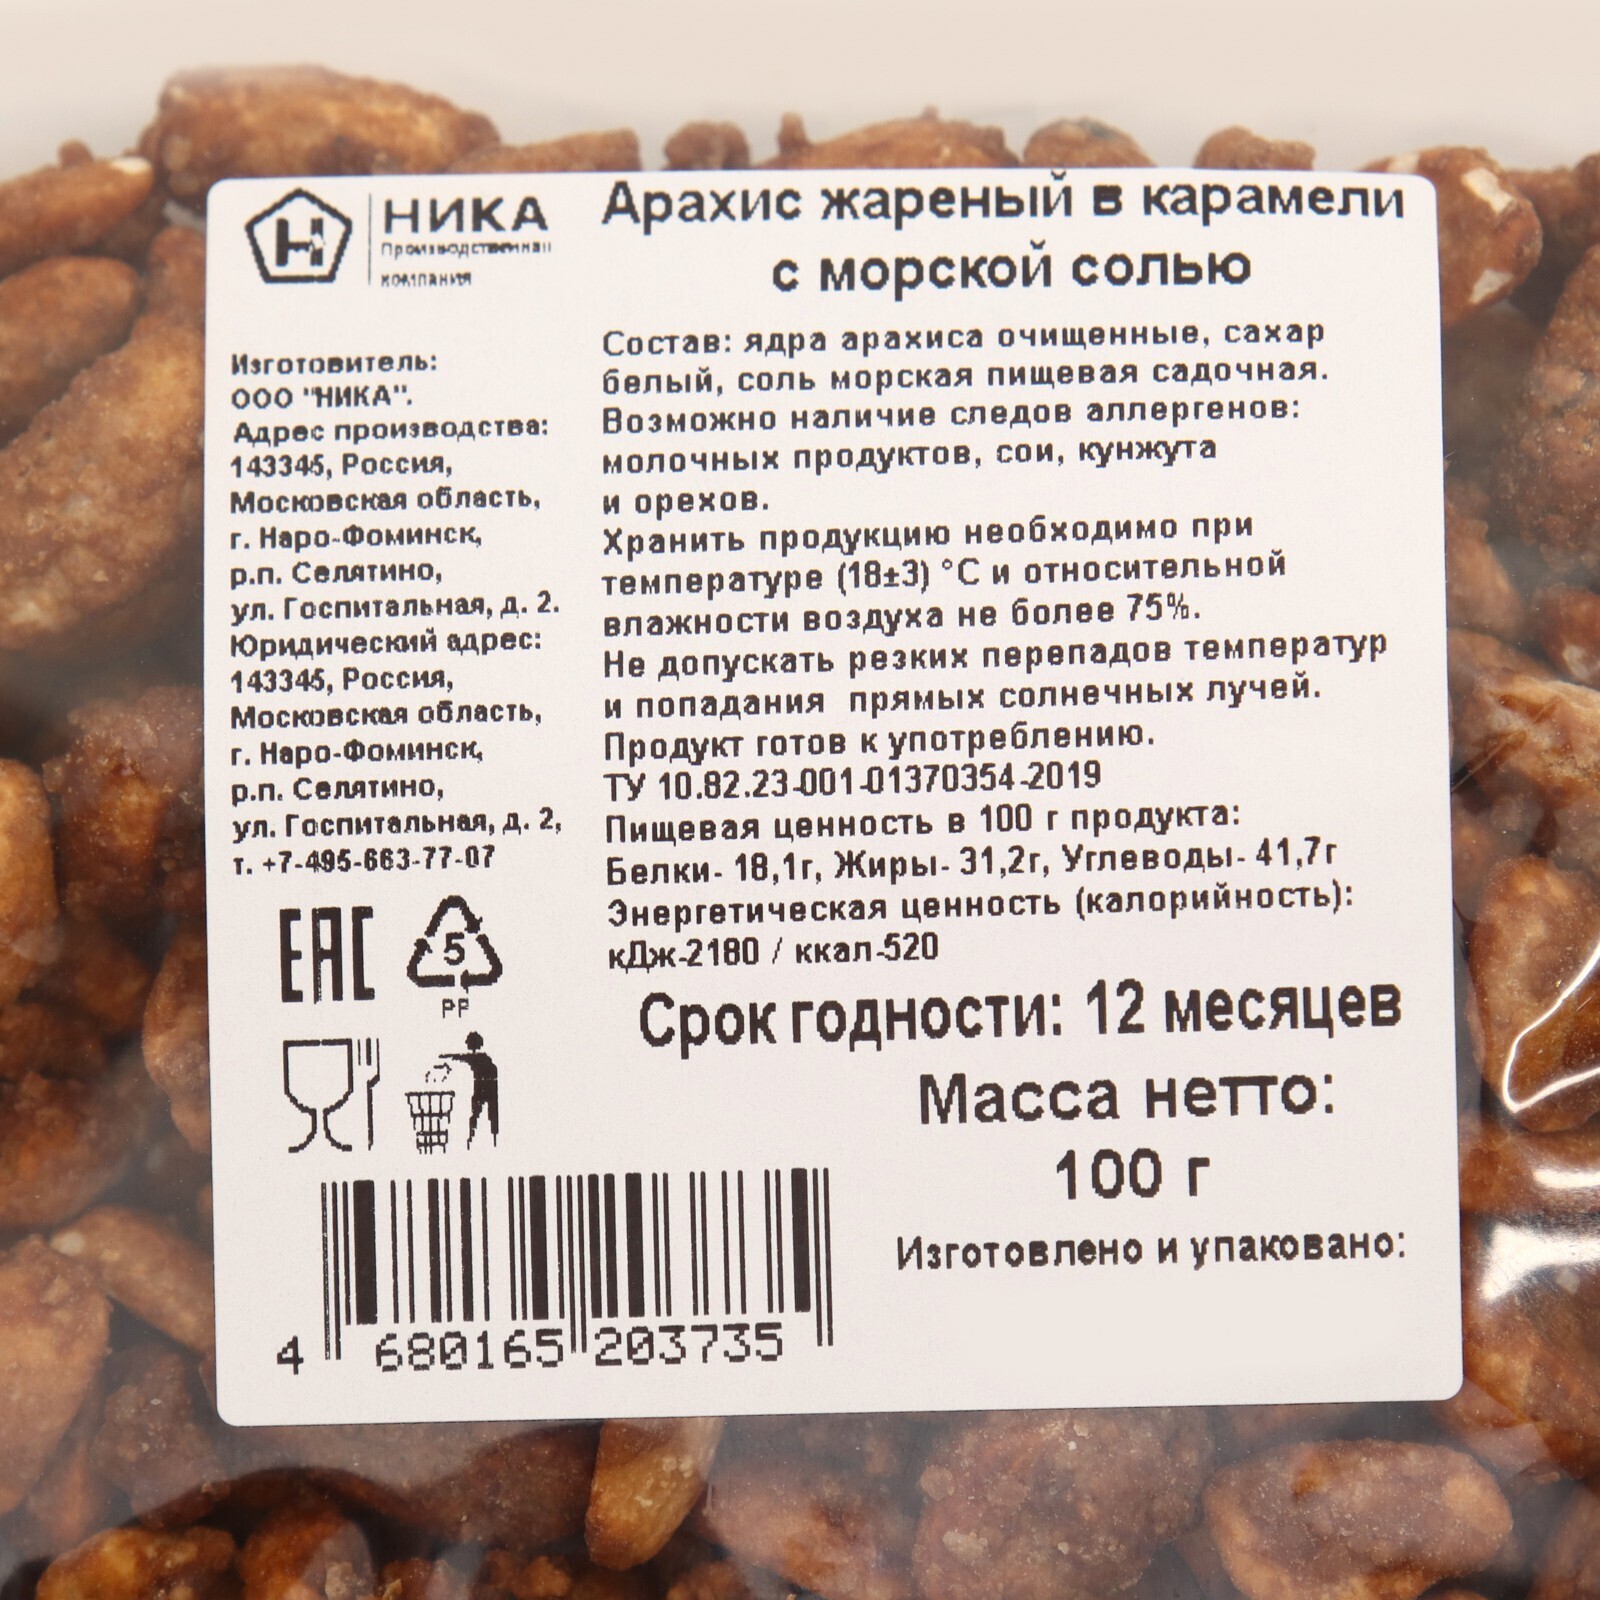 НИКА
Производственная
компания
Арахис жареный в карамели
с морской солью
Изготовитель:
ООО "НИКА".
Адрес производства:
143345, Россия,
Московская область,
г. Наро-Фоминск,
р.п. Селятино,
ул. Госпитальная, д. 2.
Юридический адрес:
143345, Россия,
Московская область,
г. Наро-Фоминск,
р.п. Селятино,
ул. Госпитальная, д. 2,
т. +7-495-663-77-07
EAC
5
PP
Состав: ядра арахиса очищенные, сахар
белый, соль морская пищевая садочная.
Возможно наличие следов аллергенов:
молочных продуктов, сои, кунжута
и орехов.
Хранить продукцию необходимо при
температуре (18±3) °С и относительной
влажности воздуха не более 75%.
Не допускать резких перепадов температур
и попадания прямых солнечных лучей.
Продукт готов к употреблению.
ТУ 10.82.23-001-01370354-2019
Пищевая ценность в 100 г продукта:
Белки- 18,1г, Жиры- 31,2г, Углеводы- 41,7г
Энергетическая ценность (калорийность):
кДж-2180 / ккал-520
Срок годности: 12 месяцев
Масса нетто:
100 г
Изготовлено и упаковано:
4 680165 203735